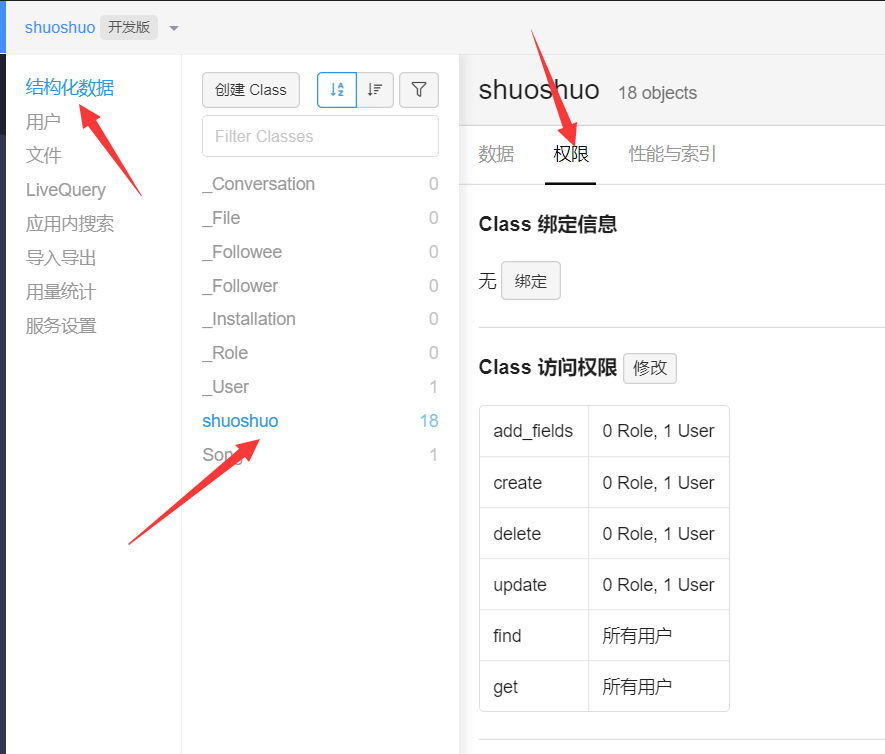 shuoshuo 开发版
结构化数据
用户
文件
LiveQuery
应用内搜索
导入导出
用量统计
服务设置
创建 Class
Filter Classes
_Conversation 0
_File 0
_Followee 0
_Follower 0
_Installation 0
_Role 0
_User 1
shuoshuo 18
Song 1
shuoshuo 18 objects
数据 权限 性能与索引
Class 绑定信息
无 绑定
Class 访问权限 修改
add_fields 0 Role, 1 User
create 0 Role, 1 User
delete 0 Role, 1 User
update 0 Role, 1 User
find 所有用户
get 所有用户